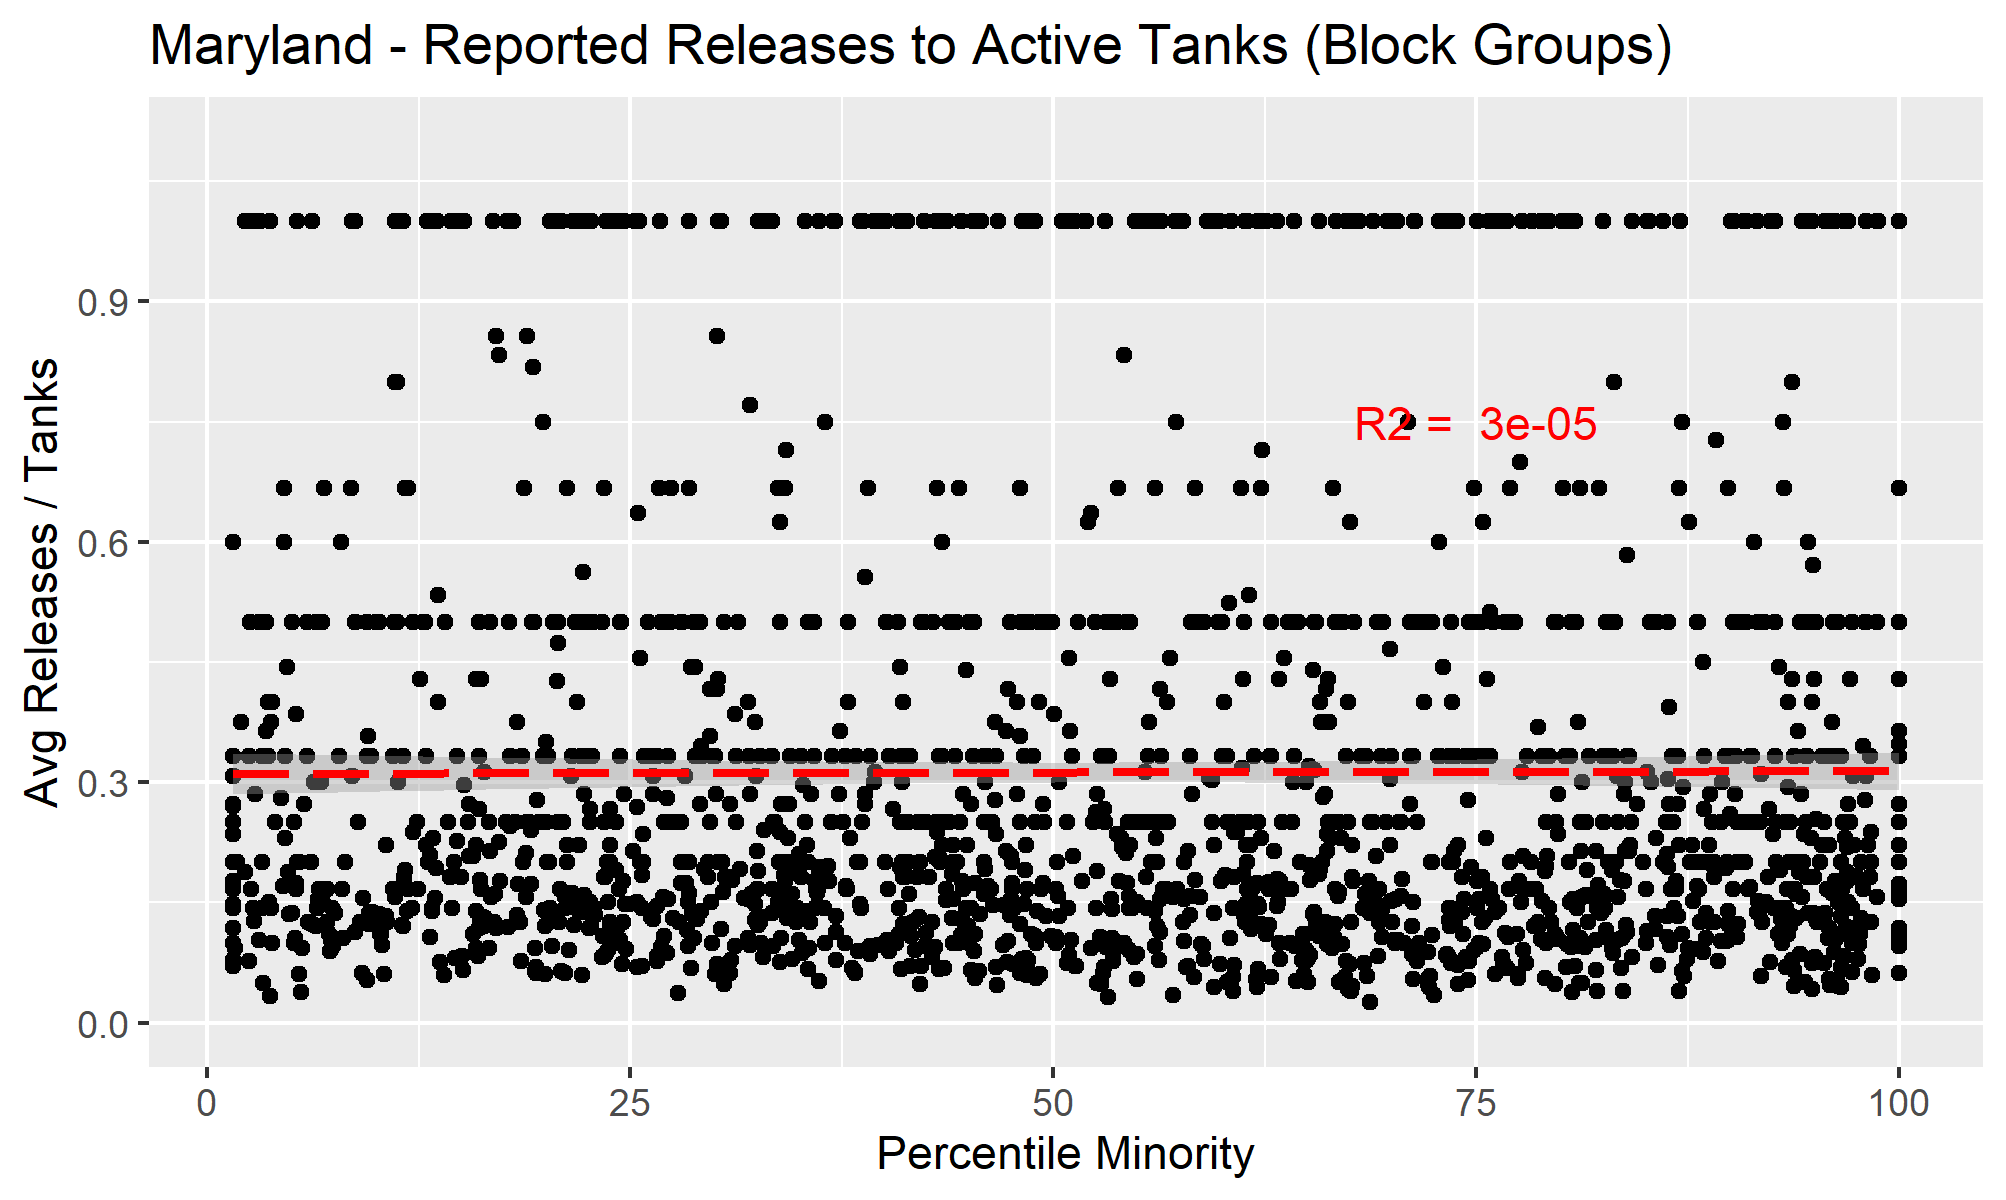 Maryland - Reported Releases to Active Tanks (Block Groups)
Avg Releases / Tanks
0.9
0.6
0.3
0.0
R2 =  3e-05
0
25
50
75
100
Percentile Minority